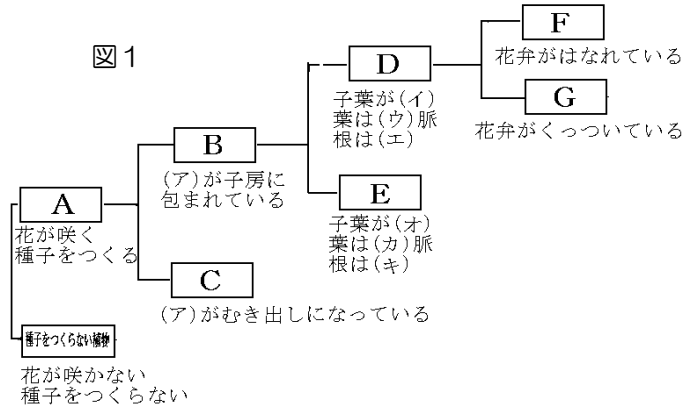 図1
F
花弁がはなれている
D
子葉が(イ)
葉は(ウ)脈
根は(エ)
G
花弁がくっついている
B
(ア)が子房に
包まれている
A
花が咲く
種子をつくる
E
子葉が(オ)
葉は(カ)脈
根は(キ)
C
(ア)がむき出しになっている
種子をつくらない植物
花が咲かない
種子をつくらない